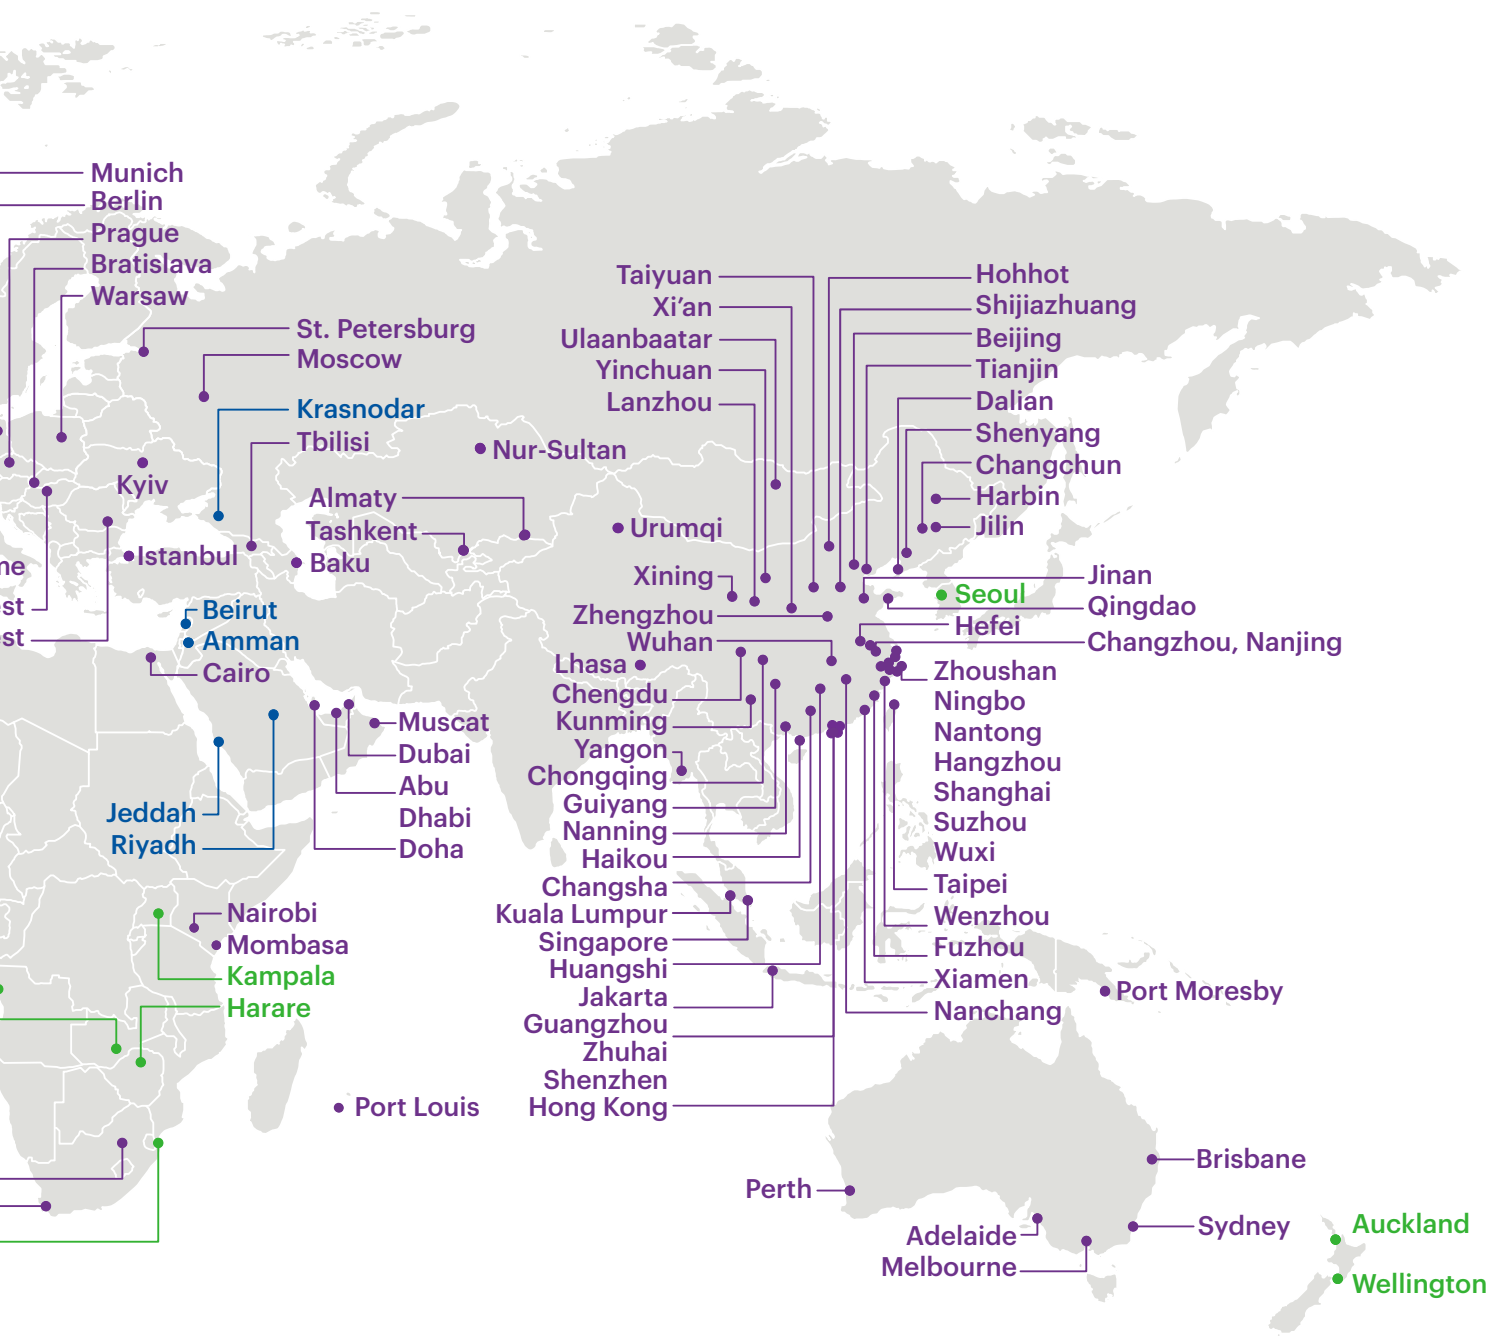 Munich
Berlin
Prague
Bratislava
Warsaw
St. Petersburg
Moscow
Krasnodar
Tbilisi
Kyiv
Nur-Sultan
Almaty
Tashkent
Istanbul
Baku
me
est
est
Beirut
Amman
Cairo
Muscat
Dubai
Abu
Dhabi
Doha
Jeddah
Riyadh
Nairobi
Mombasa
Kampala
Harare
Port Louis
Taiyuan
Xi’an
Ulaanbaatar
Yinchuan
Lanzhou
Urumqi
Xining
Zhengzhou
Wuhan
Lhasa
Chengdu
Kunming
Yangon
Chongqing
Guiyang
Nanning
Haikou
Changsha
Kuala Lumpur
Singapore
Huangshi
Jakarta
Guangzhou
Zhuhai
Shenzhen
Hong Kong
Hohhot
Shijiazhuang
Beijing
Tianjin
Dalian
Shenyang
Changchun
Harbin
Jilin
Jinan
Seoul
Qingdao
Hefei
Changzhou, Nanjing
Zhoushan
Ningbo
Nantong
Hangzhou
Shanghai
Suzhou
Wuxi
Taipei
Wenzhou
Fuzhou
Xiamen
Nanchang
Port Moresby
Perth
Brisbane
Sydney
Adelaide
Melbourne
Auckland
Wellington